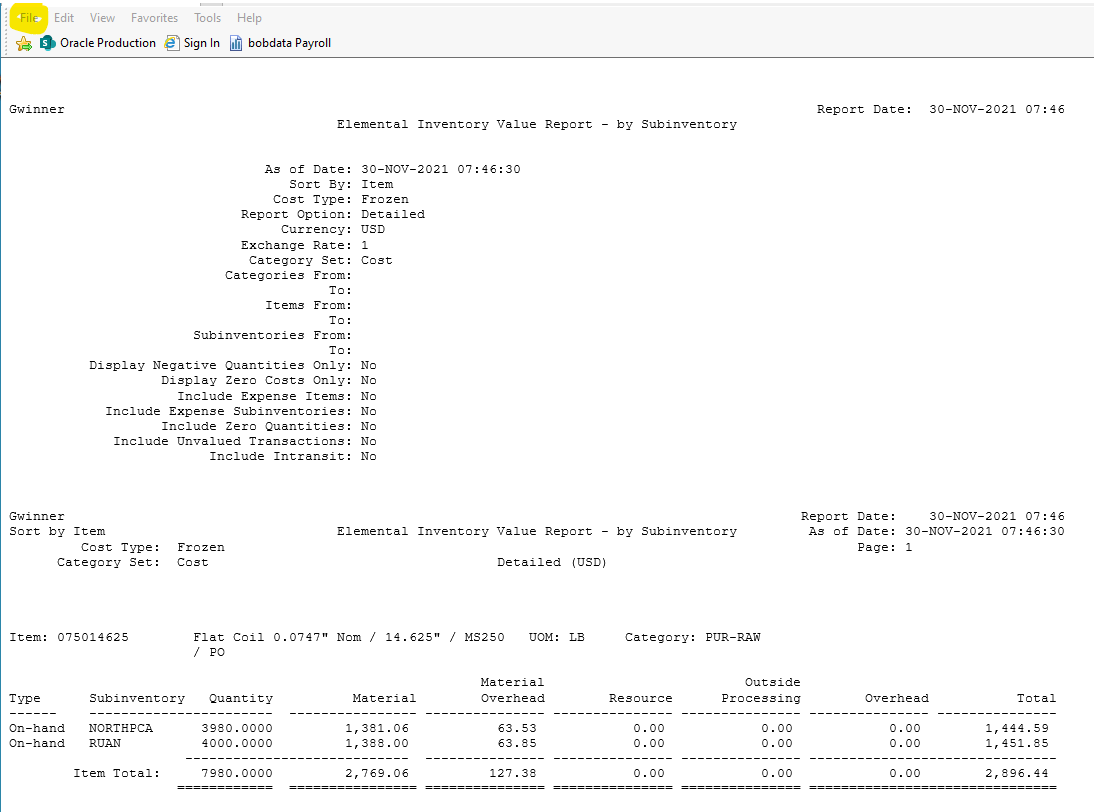 File Edit View Favorites Tools Help
Oracle Production Sign In bobdata Payroll
Gwinner Report Date: 30-NOV-2021 07:46
Elemental Inventory Value Report - by Subinventory
As of Date: 30-NOV-2021 07:46:30
Sort By: Item
Cost Type: Frozen
Report Option: Detailed
Currency: USD
Exchange Rate: 1
Category Set: Cost
Categories From:
To:
Items From:
To:
Subinventories From:
To:
Display Negative Quantities Only: No
Display Zero Costs Only: No
Include Expense Items: No
Include Expense Subinventories: No
Include Zero Quantities: No
Include Unvalued Transactions: No
Include Intransit: No
Gwinner Report Date: 30-NOV-2021 07:46
Sort by Item Elemental Inventory Value Report - by Subinventory As of Date: 30-NOV-2021 07:46:30
Cost Type: Frozen Page: 1
Category Set: Cost Detailed (USD)
Item: 075014625 Flat Coil 0.0747" Nom / 14.625" / MS250 UOM: LB Category: PUR-RAW
/ PO
Material Outside
Type Subinventory Quantity Material Overhead Resource Processing Overhead Total
On-hand NORTHPCA 3980.0000 1,381.06 63.53 0.00 0.00 0.00 1,444.59
On-hand RUAN 4000.0000 1,388.00 63.85 0.00 0.00 0.00 1,451.85
Item Total: 7980.0000 2,769.06 127.38 0.00 0.00 0.00 2,896.44